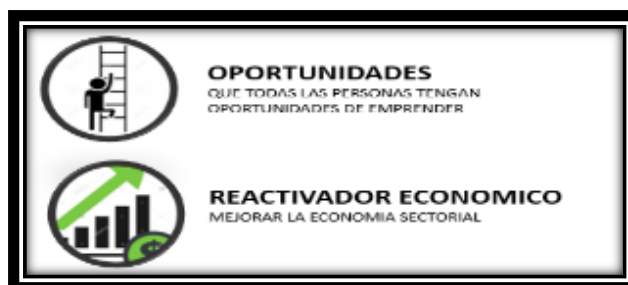 OPORTUNIDADES
QUE TODAS LAS PERSONAS TENGAN
OPORTUNIDADES DE EMPRENDER
REACTIVADOR ECONOMICO
MEJORAR LA ECONOMIA SECTORIAL